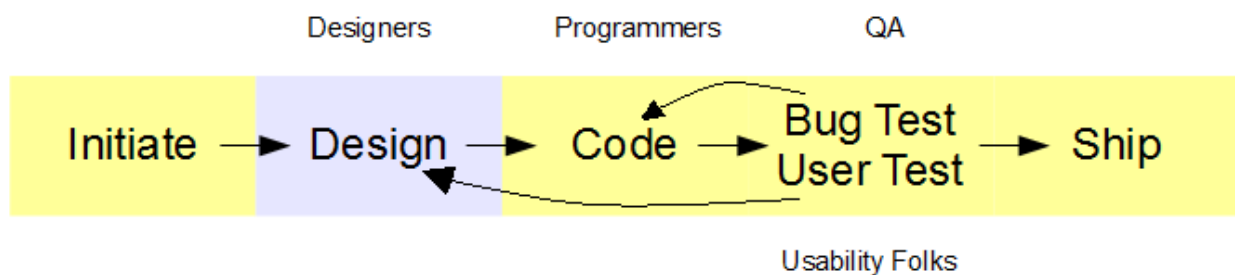 Designers
Programmers
QA
Initiate
Design
Code
Bug Test
User Test
Ship
Usability Folks